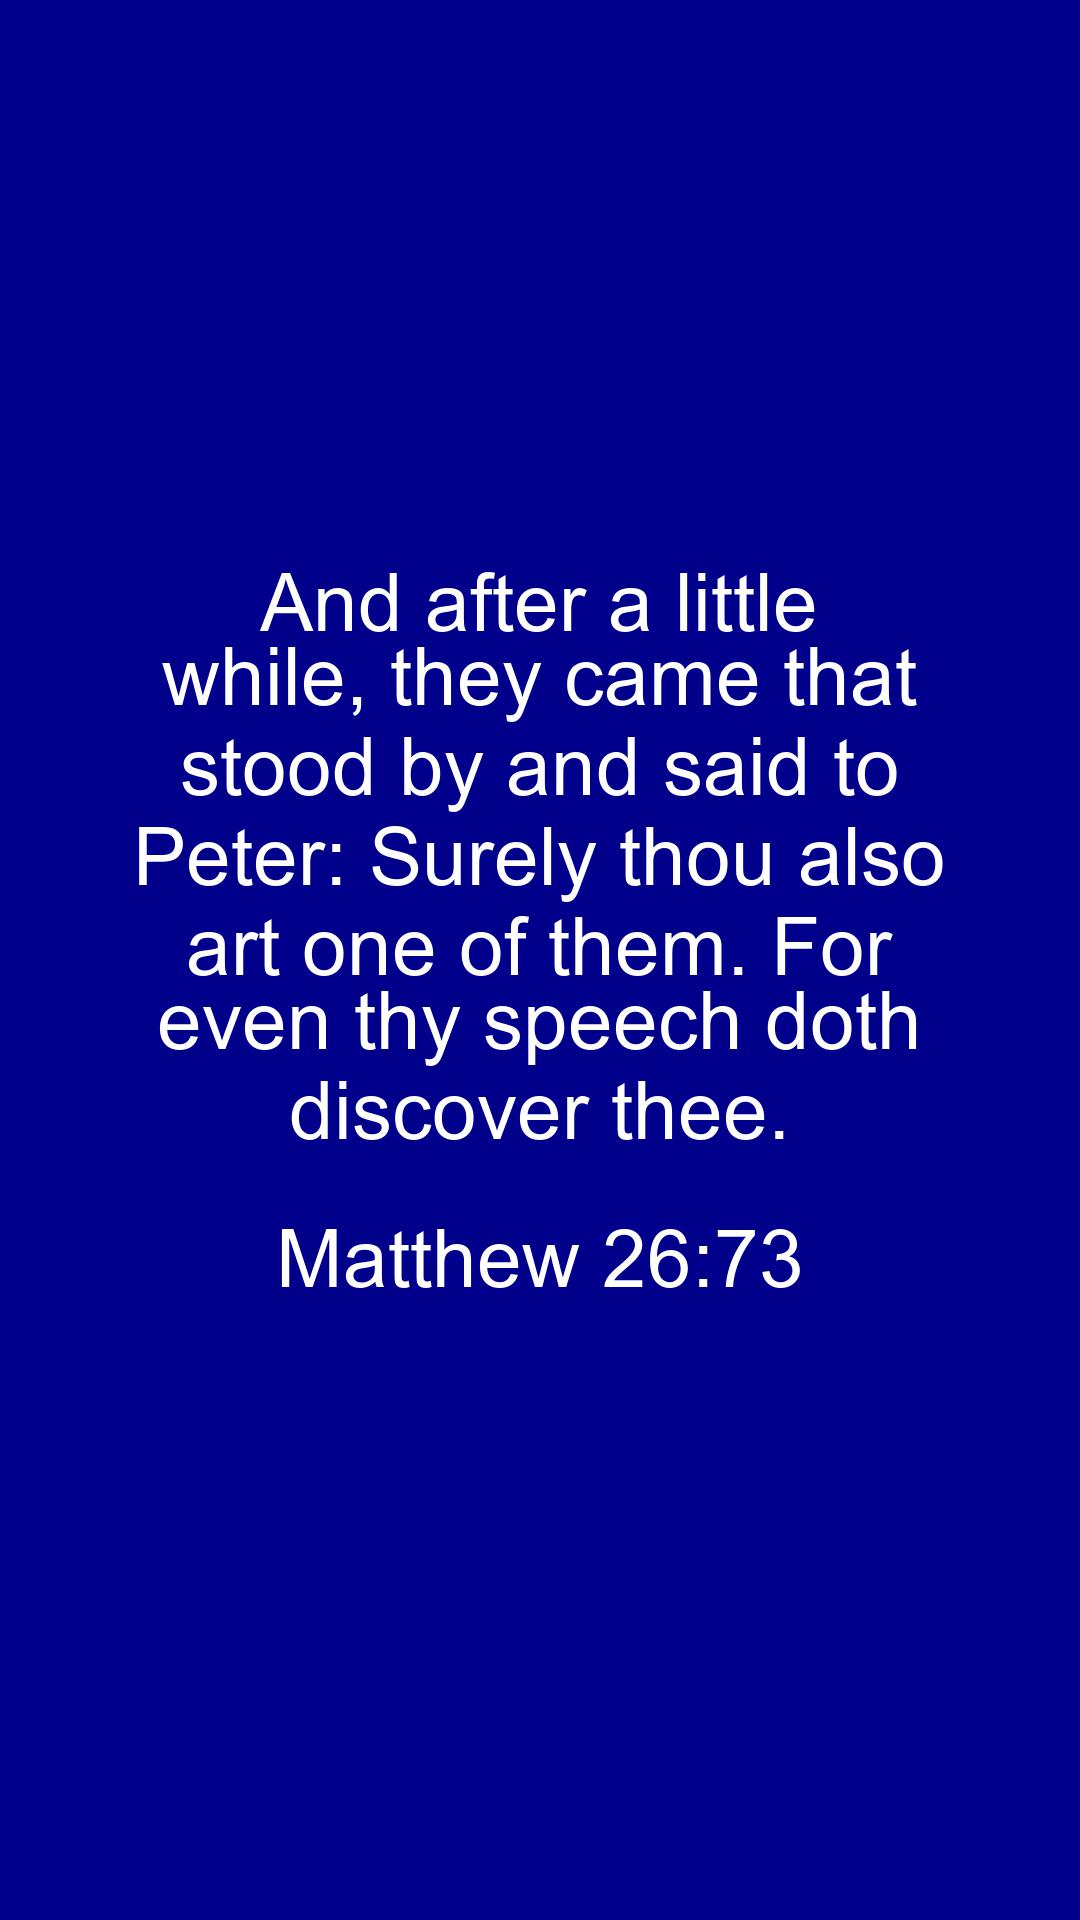 And after a little
while, they came that
stood by and said to
Peter: Surely thou also
art one of them. For
even thy speech doth
discover thee.
Matthew 26:73